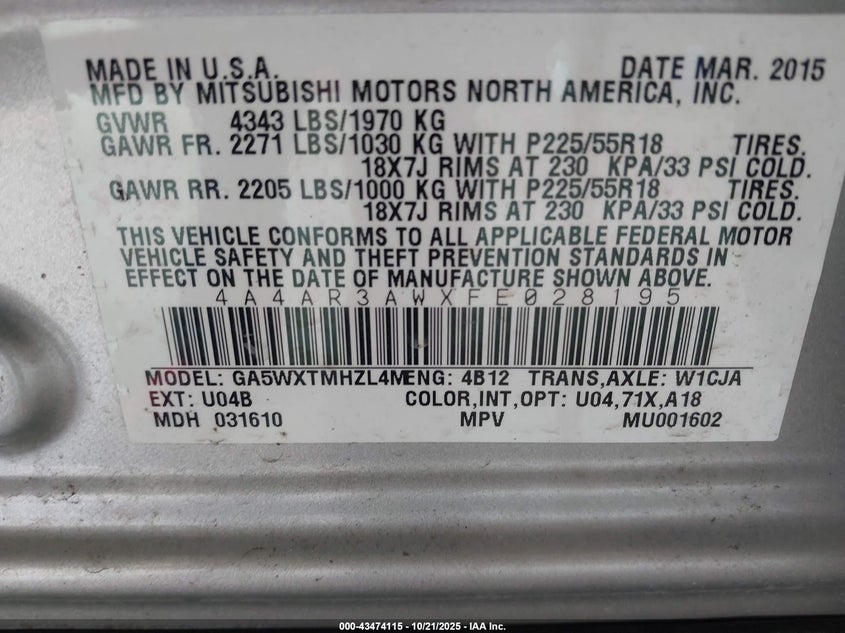 MADE IN U.S.A. DATE MAR. 2015
MFD BY MITSUBISHI MOTORS NORTH AMERICA, INC.
GVWR 4343 LBS/1970 KG
GAWR FR. 2271 LBS/1030 KG WITH P225/55R18 TIRES.
18X7J RIMS AT 230 KPA/33 PSI COLD.
GAWR RR. 2205 LBS/1000 KG WITH P225/55R18 TIRES.
18X7J RIMS AT 230 KPA/33 PSI COLD.
THIS VEHICLE CONFORMS TO ALL APPLICABLE FEDERAL MOTOR
VEHICLE SAFETY AND THEFT PREVENTION STANDARDS IN
EFFECT ON THE DATE OF MANUFACTURE SHOWN ABOVE.
4A4AR3AWXFE028195
MODEL: GA5WXTMHZL4M ENG: 4B12 TRANS,AXLE: W1CJA
EXT: U04B COLOR,INT,OPT: U04,71X,A18
MDH 031610 MPV MU001602
000-43474115 - 10/21/2025 - IAA Inc.